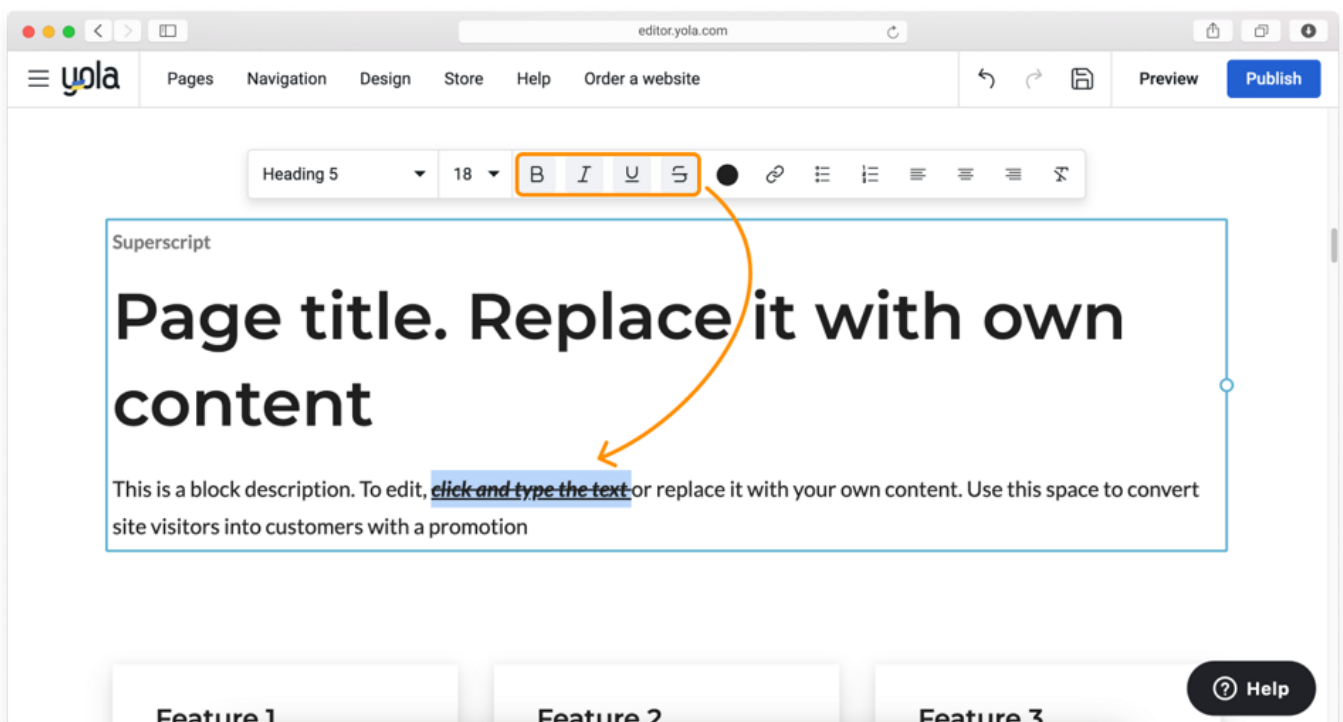 editor.yola.com
yola Pages Navigation Design Store Help Order a website Preview Publish
Heading 5 18 B I U S
Superscript
Page title. Replace it with own
content
This is a block description. To edit, click and type the text or replace it with your own content. Use this space to convert
site visitors into customers with a promotion
Help
Feature 1 Feature 2 Feature 3